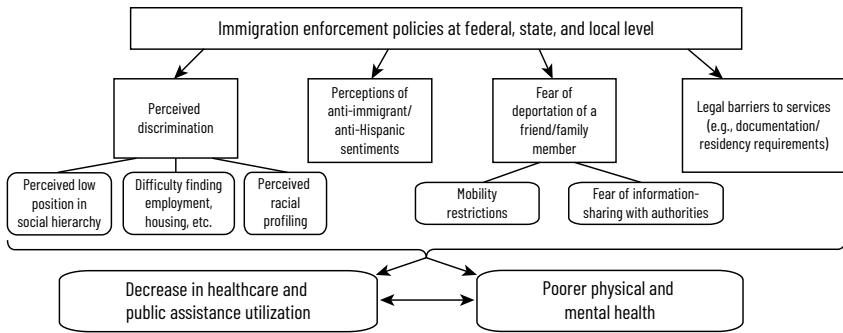 Immigration enforcement policies at federal, state, and local level
Perceived
discrimination
Perceptions of
anti-immigrant/
anti-Hispanic
sentiments
Fear of
deportation of a
friend/family
member
Legal barriers to services
(e.g., documentation/
residency requirements)
Perceived low
position in
social hierarchy
Difficulty finding
employment,
housing, etc.
Perceived
racial
profiling
Mobility
restrictions
Fear of information-
sharing with authorities
Decrease in healthcare and
public assistance utilization
Poorer physical and
mental health